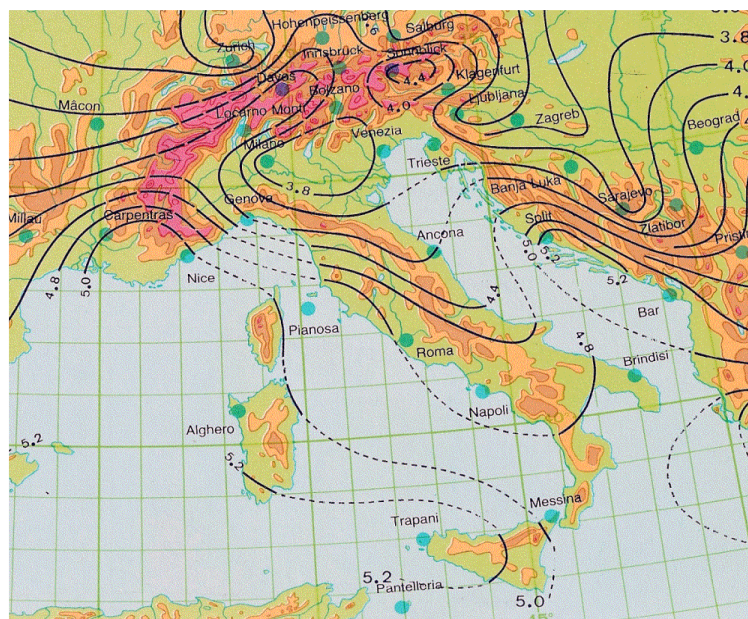 Hohenpeissenberg
Salburg
Zurich
Innsbruck
Sonnblick
3.8
Davos
4.4
Klagenfurt
4.0
Bolzano
Ljubljana
4.0
Mâcon
Locarno Monti
Zagreb
Beograd
Venezia
Milano
Trieste
3.8
Banja Luka
Genova
Sarajevo
Millau
Carpentras
Split
Zlatibor
Ancona
5.0
5.2
4.8
5.0
Nice
5.2
4.4
Bar
Pianosa
4.8
Roma
Brindisi
Napoli
Alghero
5.2
5.2
Messina
Trapani
5.2
Pantelleria
5.0